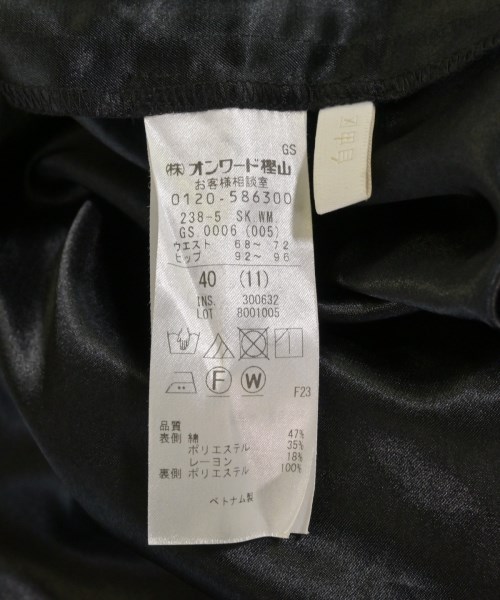 GS
(株)オンワード樫山
お客様相談室
0120-586300
238-5 SK.WM
GS 0006 (005)
ウエスト 68~ 72
ヒップ 92~ 96
40 (11)
INS. 300632
LOT 8001005
F
W
F23
品質
表側 綿 47%
ポリエステル 35%
レーヨン 18%
裏側 ポリエステル 100%
ベトナム製
自由区